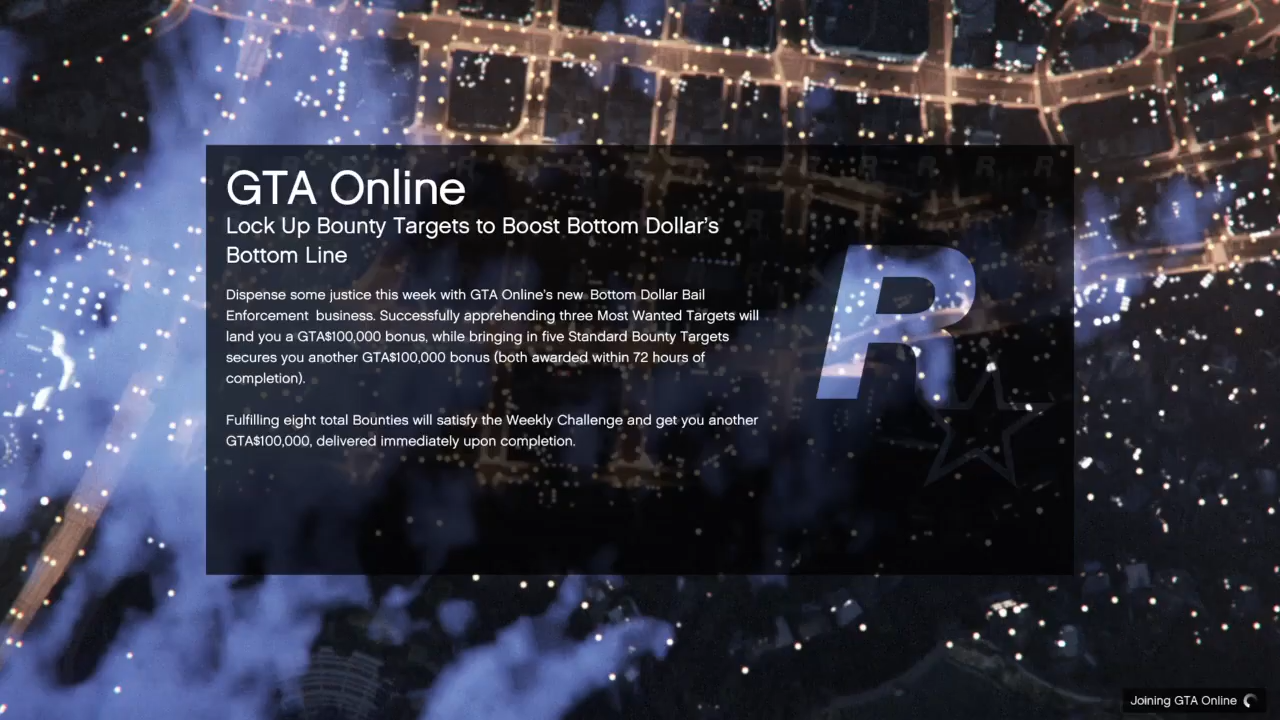 GTA Online
Lock Up Bounty Targets to Boost Bottom Dollar's
Bottom Line
Dispense some justice this week with GTA Online's new Bottom Dollar Bail
Enforcement business. Successfully apprehending three Most Wanted Targets will
land you a GTA$100,000 bonus, while bringing in five Standard Bounty Targets
secures you another GTA$100,000 bonus (both awarded within 72 hours of
completion).
Fulfilling eight total Bounties will satisfy the Weekly Challenge and get you another
GTA$100,000, delivered immediately upon completion.
R
Joining GTA Online